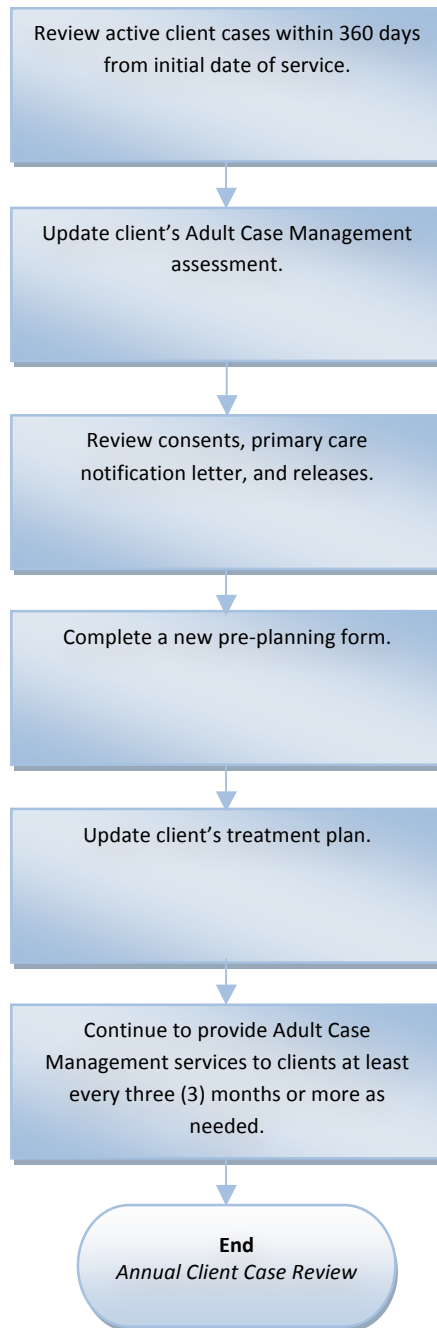 Review active client cases within 360 days
from initial date of service.
Update client’s Adult Case Management
assessment.
Review consents, primary care
notification letter, and releases.
Complete a new pre-planning form.
Update client’s treatment plan.
Continue to provide Adult Case
Management services to clients at least
every three (3) months or more as
needed.
End
Annual Client Case Review